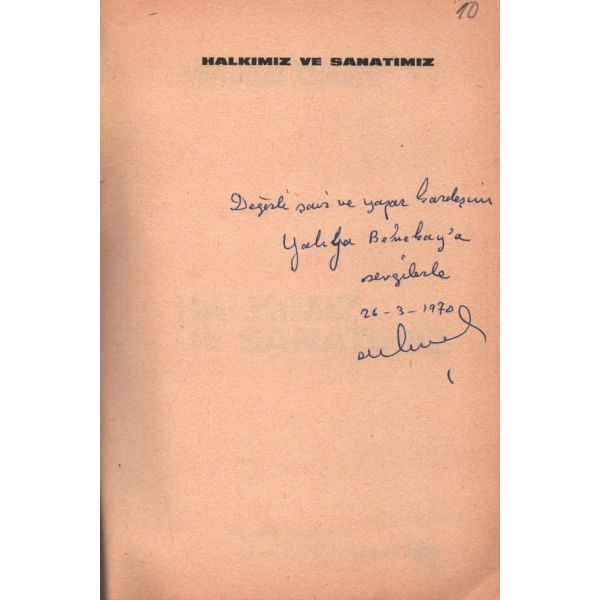 10
HALKIMIZ VE SANATIMIZ
Değerli şair ve yazar kardeşim
Yahya Benekay'a
sevgilerle
26-3-1970